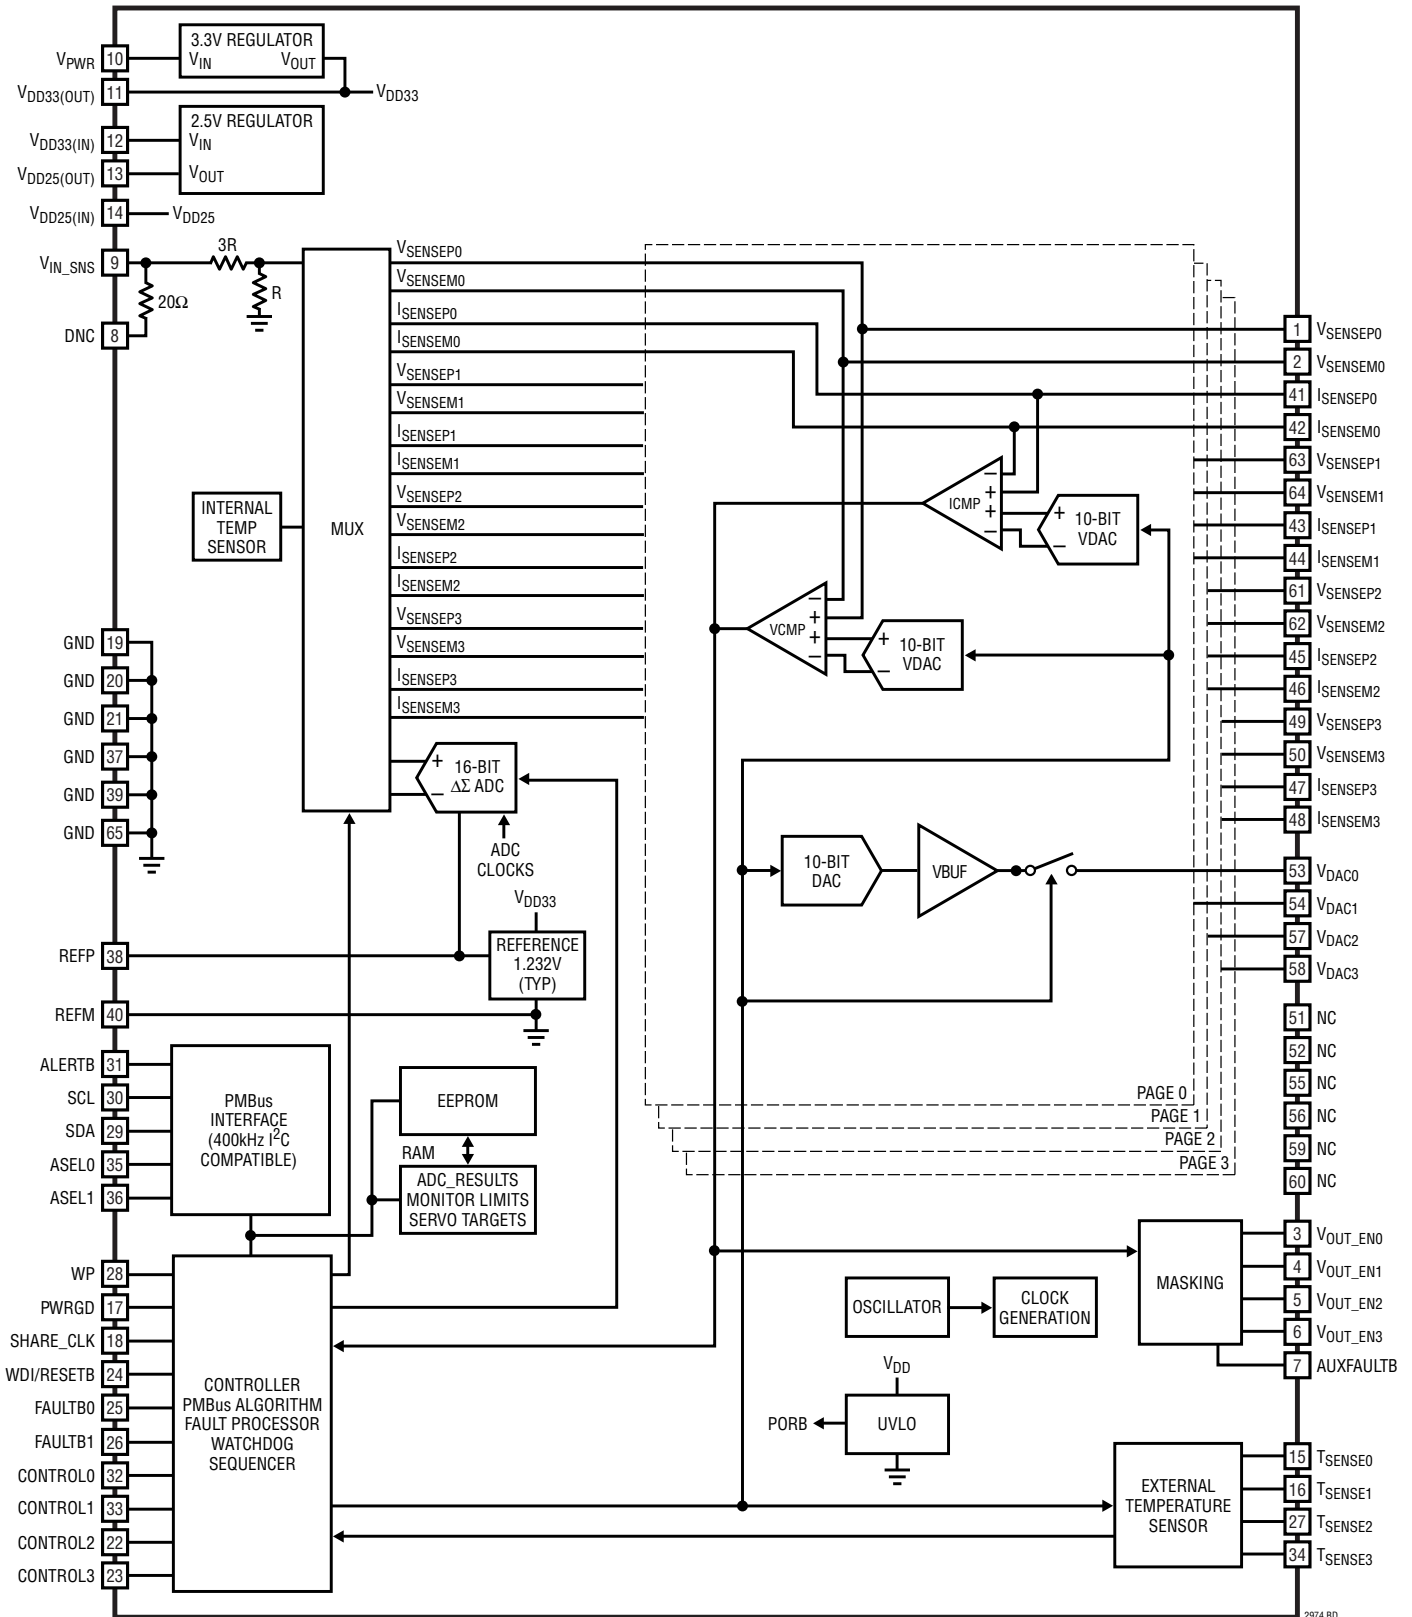 3.3V REGULATOR
VIN VOUT
VPWR 10
VDD33(OUT) 11
VDD33
2.5V REGULATOR
VIN
VOUT
VDD33(IN) 12
VDD25(OUT) 13
VDD25(IN) 14
VDD25
VIN_SNS 9
3R
R
20Ω
DNC 8
MUX
INTERNAL
TEMP
SENSOR
VSENSEP0
VSENSEM0
ISENSEP0
ISENSEM0
VSENSEP1
VSENSEM1
ISENSEP1
ISENSEM1
VSENSEP2
VSENSEM2
ISENSEP2
ISENSEM2
VSENSEP3
VSENSEM3
ISENSEP3
ISENSEM3
GND 19
GND 20
GND 21
GND 37
GND 39
GND 65
+
–
16-BIT
ΔΣ ADC
ADC
CLOCKS
VDD33
REFERENCE
1.232V
(TYP)
REFP 38
REFM 40
ALERTB 31
SCL 30
SDA 29
ASEL0 35
ASEL1 36
PMBus
INTERFACE
(400kHz I2C
COMPATIBLE)
EEPROM
RAM
ADC_RESULTS
MONITOR LIMITS
SERVO TARGETS
WP 28
PWRGD 17
SHARE_CLK 18
WDI/RESETB 24
FAULTB0 25
FAULTB1 26
CONTROL0 32
CONTROL1 33
CONTROL2 22
CONTROL3 23
CONTROLLER
PMBus ALGORITHM
FAULT PROCESSOR
WATCHDOG
SEQUENCER
ICMP
–
+
+
–
+
–
10-BIT
VDAC
VCMP
–
+
+
–
+
–
10-BIT
VDAC
10-BIT
DAC
VBUF
PAGE 0
PAGE 1
PAGE 2
PAGE 3
OSCILLATOR
CLOCK
GENERATION
VDD
UVLO
PORB
MASKING
EXTERNAL
TEMPERATURE
SENSOR
1 VSENSEP0
2 VSENSEM0
41 ISENSEP0
42 ISENSEM0
63 VSENSEP1
64 VSENSEM1
43 ISENSEP1
44 ISENSEM1
61 VSENSEP2
62 VSENSEM2
45 ISENSEP2
46 ISENSEM2
49 VSENSEP3
50 VSENSEM3
47 ISENSEP3
48 ISENSEM3
53 VDAC0
54 VDAC1
57 VDAC2
58 VDAC3
51 NC
52 NC
55 NC
56 NC
59 NC
60 NC
3 VOUT_EN0
4 VOUT_EN1
5 VOUT_EN2
6 VOUT_EN3
7 AUXFAULTB
15 TSENSE0
16 TSENSE1
27 TSENSE2
34 TSENSE3
2974 BD